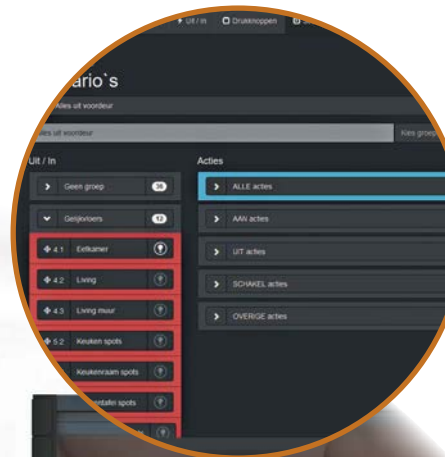 Uit / In
Drukknoppen
ario`s
Alles uit voordeur
Alles uit voordeur
Kies groep
Uit / In
Acties
Geen groep 36
ALLE acties
Gelijkvloers 12
AAN acties
4.1 Eetkamer
UIT acties
4.2 Living
SCHAKEL acties
4.3 Living muur
OVERIGE acties
5.2 Keuken spots
Keukenraam spots
spots